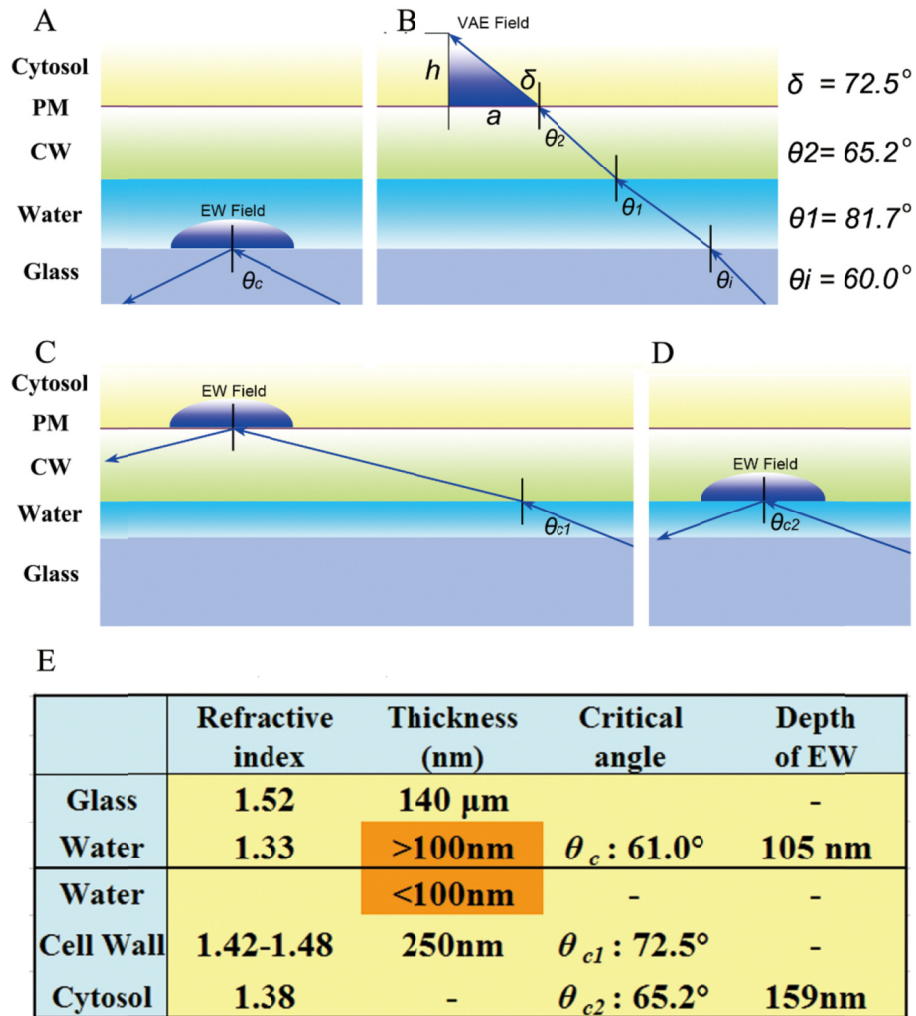 A
Cytosol
PM
CW
Water
Glass
EW Field
θc
B
VAE Field
h
a
δ
θ2
θ1
θi
δ = 72.5°
θ2= 65.2°
θ1= 81.7°
θi = 60.0°
C
Cytosol
PM
CW
Water
Glass
EW Field
θc1
D
EW Field
θc2
E
Refractive index Thickness (nm) Critical angle Depth of EW
Glass 1.52 140 μm -
Water 1.33 >100nm θc : 61.0° 105 nm
Water <100nm - -
Cell Wall 1.42-1.48 250nm θc1 : 72.5° -
Cytosol 1.38 - θc2 : 65.2° 159nm